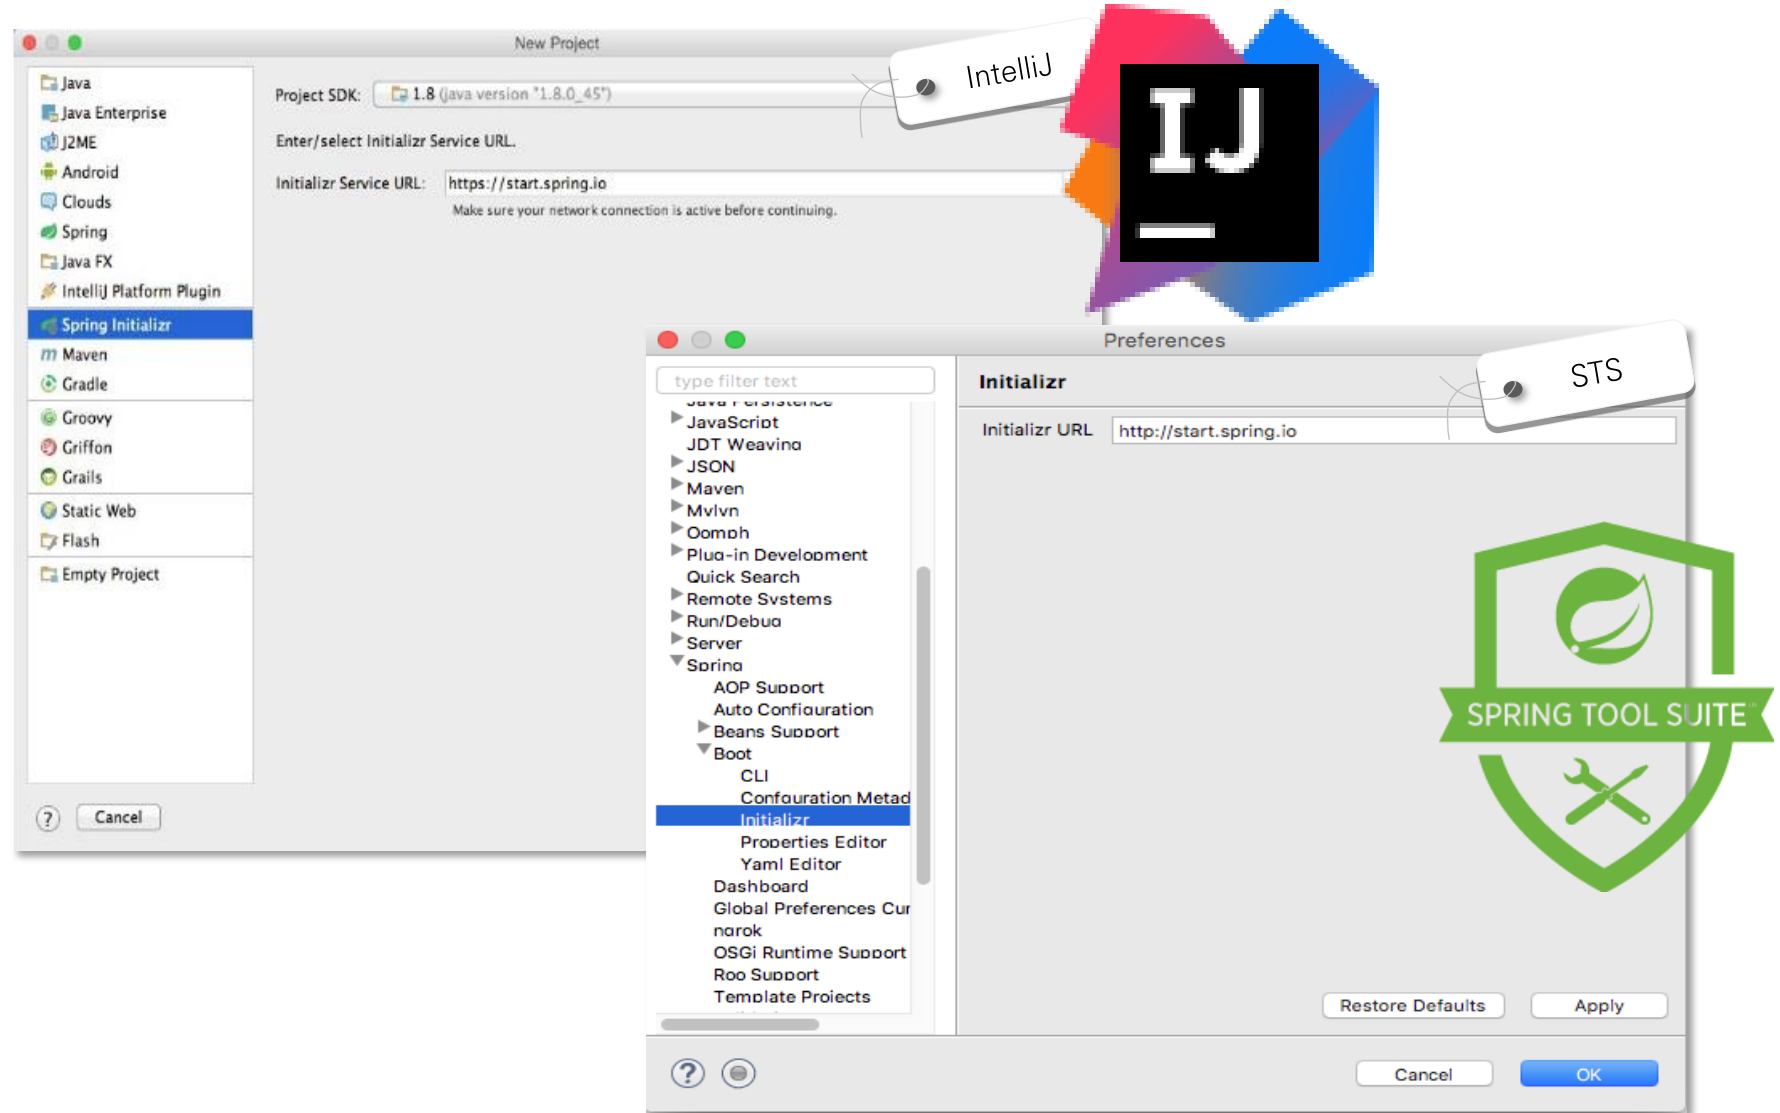 New Project
IntelliJ
Java
Java Enterprise
J2ME
Android
Clouds
Spring
Java FX
IntelliJ Platform Plugin
Spring Initializr
Maven
Gradle
Groovy
Griffon
Grails
Static Web
Flash
Empty Project
Project SDK: 1.8 (java version "1.8.0_45")
Enter/select Initializr Service URL.
Initializr Service URL: https://start.spring.io
Make sure your network connection is active before continuing.
? Cancel
IJ
Preferences
STS
type filter text
Java Persistence
JavaScript
JDT Weaving
JSON
Maven
Mylyn
Oomph
Plug-in Development
Quick Search
Remote Systems
Run/Debug
Server
Spring
AOP Support
Auto Configuration
Beans Support
Boot
CLI
Configuration Metad
Initializr
Properties Editor
Yaml Editor
Dashboard
Global Preferences Cur
ngrok
OSGi Runtime Support
Roo Support
Template Projects
Initializr
Initializr URL http://start.spring.io
SPRING TOOL SUITE
Restore Defaults
Apply
?
Cancel
OK